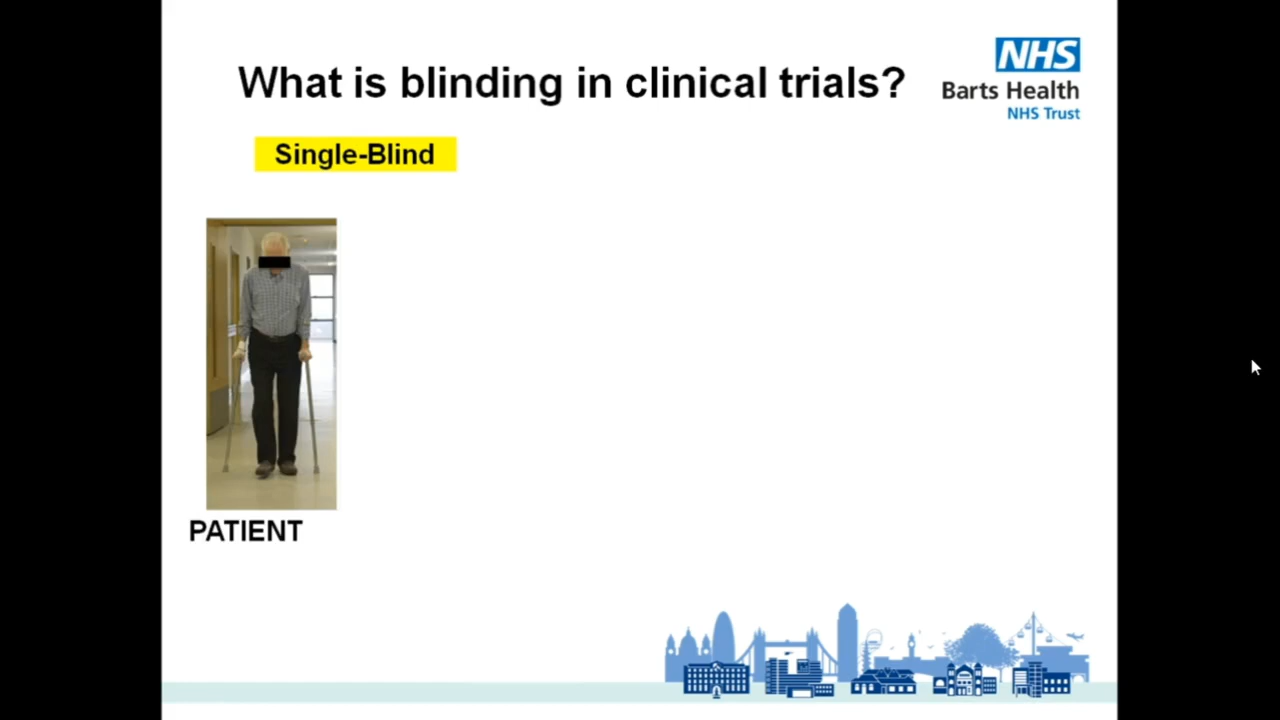 What is blinding in clinical trials?
NHS
Barts Health
NHS Trust
Single-Blind
PATIENT